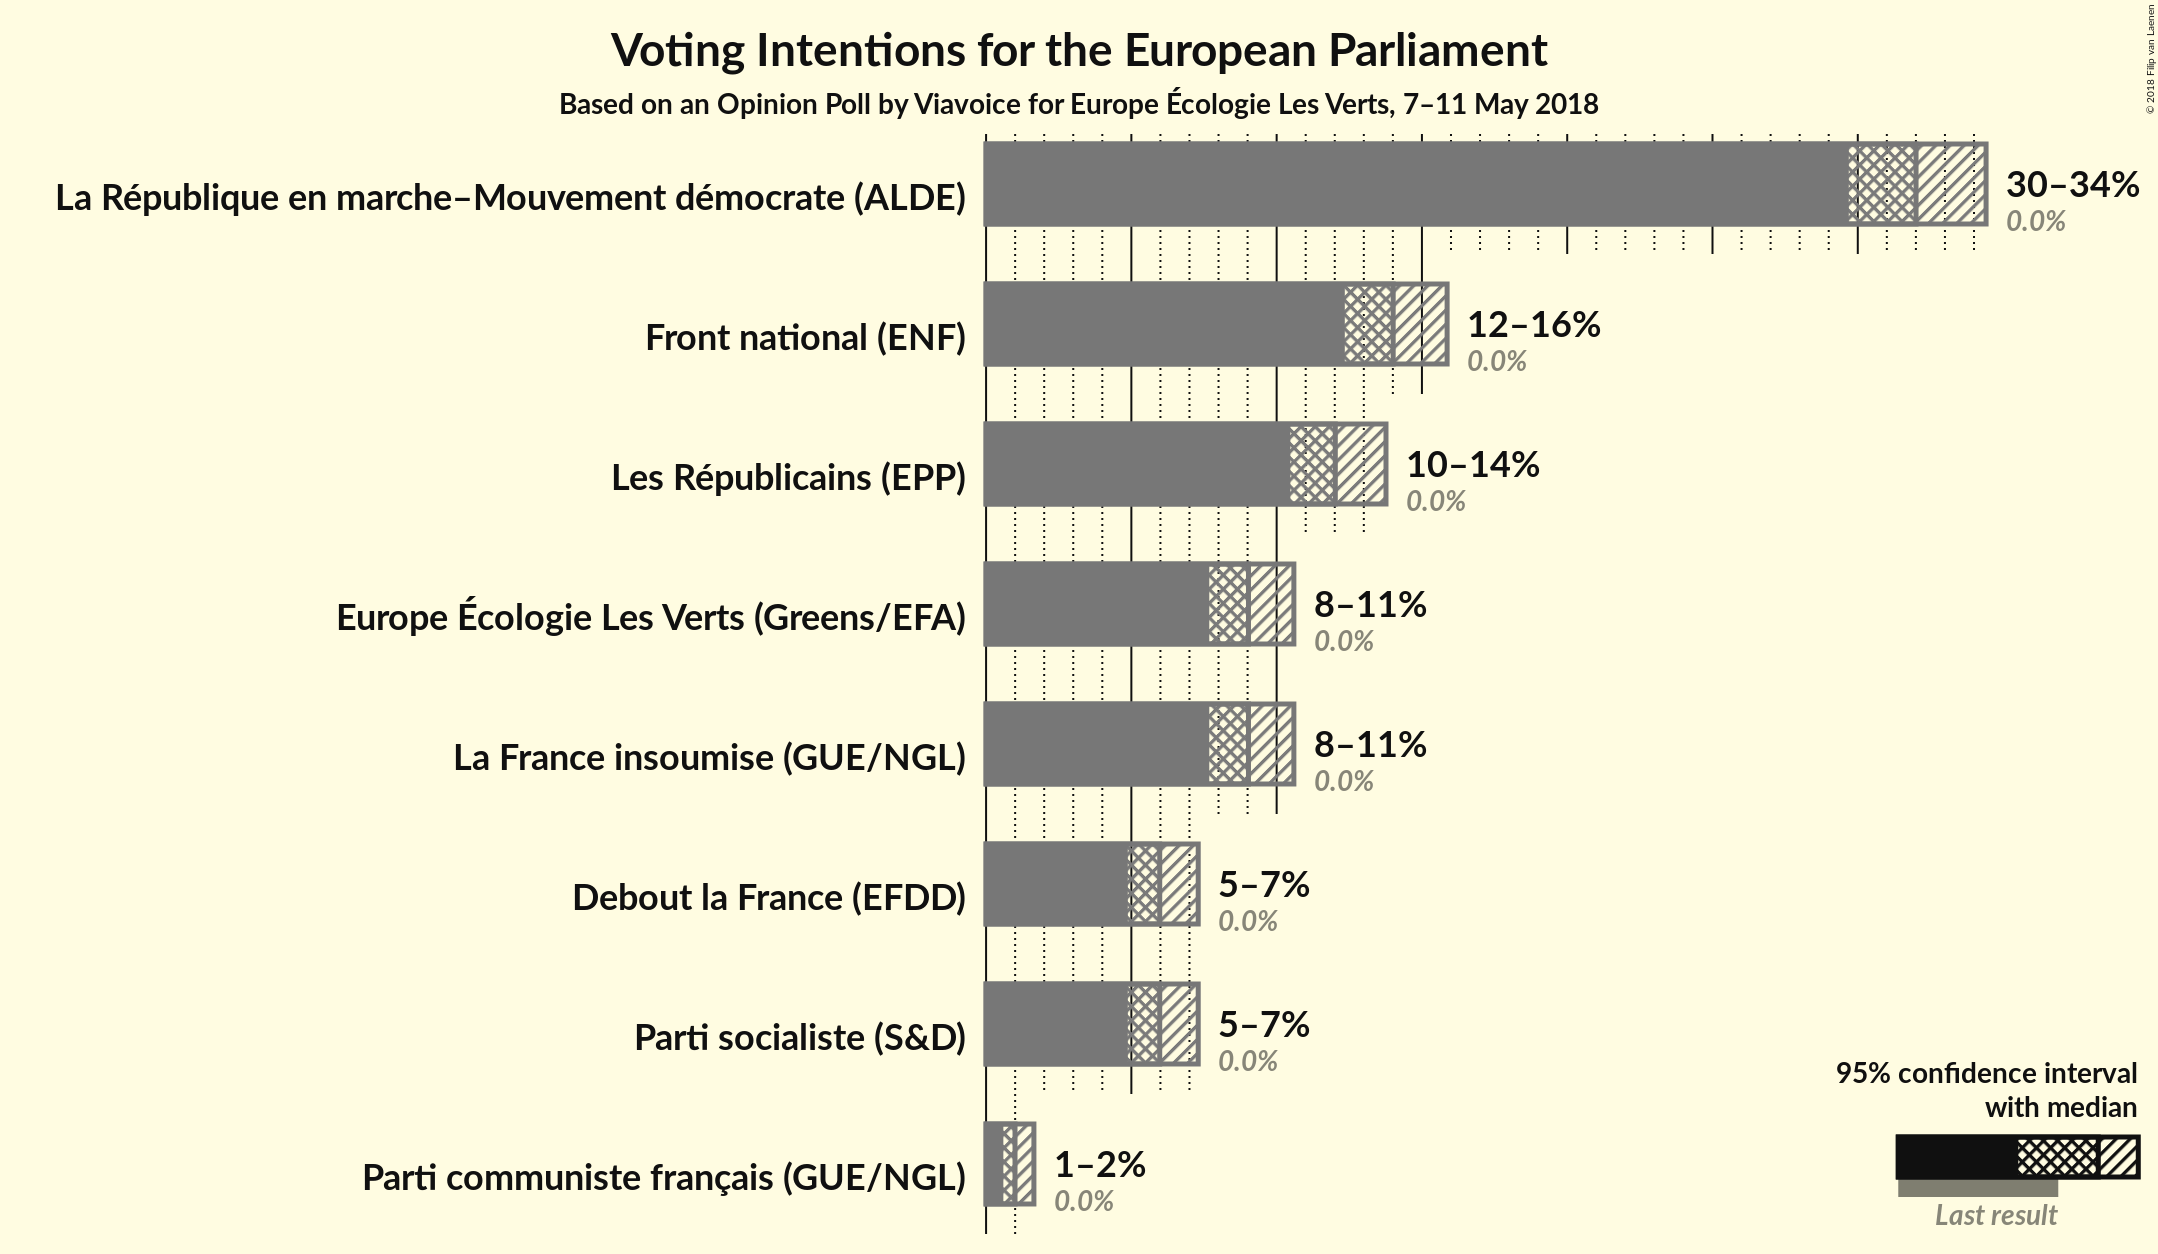 Voting Intentions for the European Parliament
Based on an Opinion Poll by Viavoice for Europe Écologie Les Verts, 7–11 May 2018
© 2018 Filip van Laenen
La République en marche–Mouvement démocrate (ALDE)
30–34%
0.0%
Front national (ENF)
12–16%
0.0%
Les Républicains (EPP)
10–14%
0.0%
Europe Écologie Les Verts (Greens/EFA)
8–11%
0.0%
La France insoumise (GUE/NGL)
8–11%
0.0%
Debout la France (EFDD)
5–7%
0.0%
Parti socialiste (S&D)
5–7%
0.0%
Parti communiste français (GUE/NGL)
1–2%
0.0%
95% confidence interval
with median
Last result